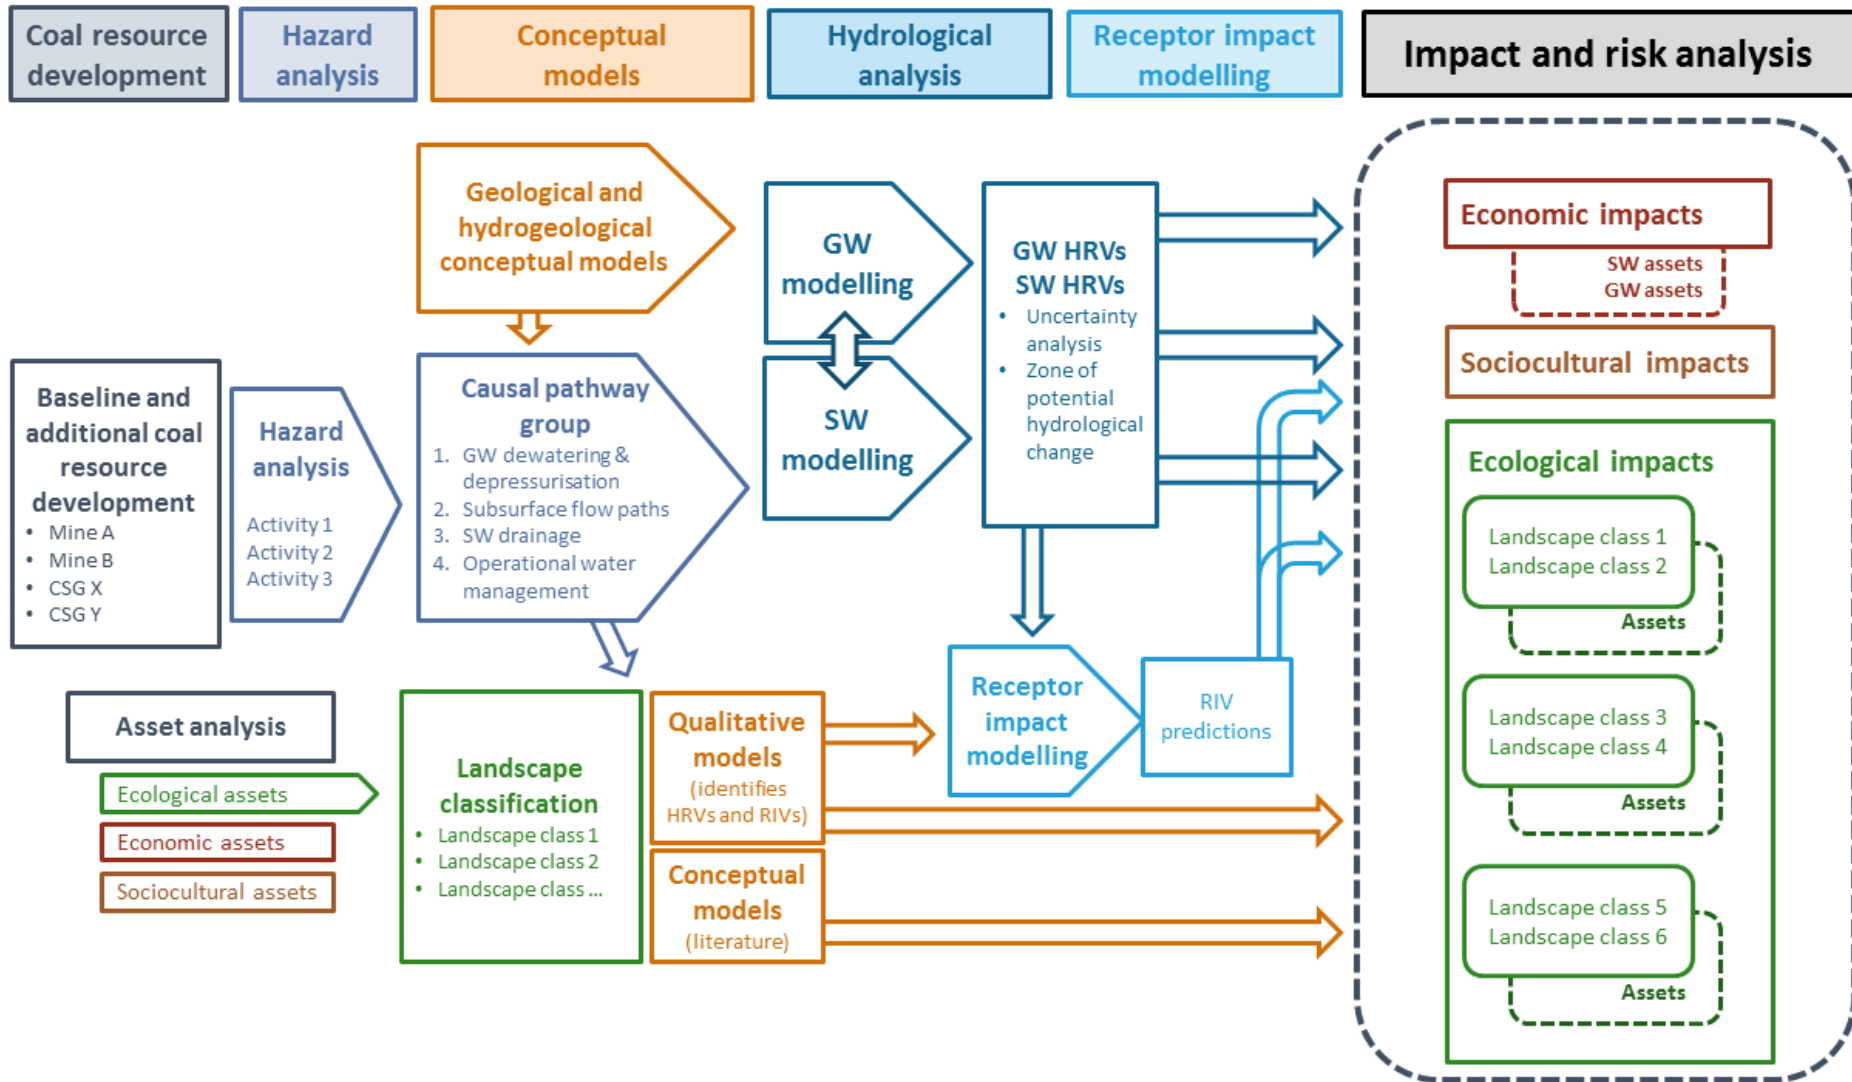 Coal resource
development
Hazard
analysis
Conceptual
models
Hydrological
analysis
Receptor impact
modelling
Impact and risk analysis
Geological and
hydrogeological
conceptual models
GW
modelling
SW
modelling
GW HRVs
SW HRVs
• Uncertainty
analysis
• Zone of
potential
hydrological
change
Baseline and
additional coal
resource
development
• Mine A
• Mine B
• CSG X
• CSG Y
Hazard
analysis
Activity 1
Activity 2
Activity 3
Causal pathway
group
1. GW dewatering &
depressurisation
2. Subsurface flow paths
3. SW drainage
4. Operational water
management
Asset analysis
Ecological assets
Economic assets
Sociocultural assets
Landscape
classification
• Landscape class 1
• Landscape class 2
• Landscape class ...
Qualitative
models
(identifies
HRVs and RIVs)
Conceptual
models
(literature)
Receptor
impact
modelling
RIV
predictions
Economic impacts
SW assets
GW assets
Sociocultural impacts
Ecological impacts
Landscape class 1
Landscape class 2
Assets
Landscape class 3
Landscape class 4
Assets
Landscape class 5
Landscape class 6
Assets